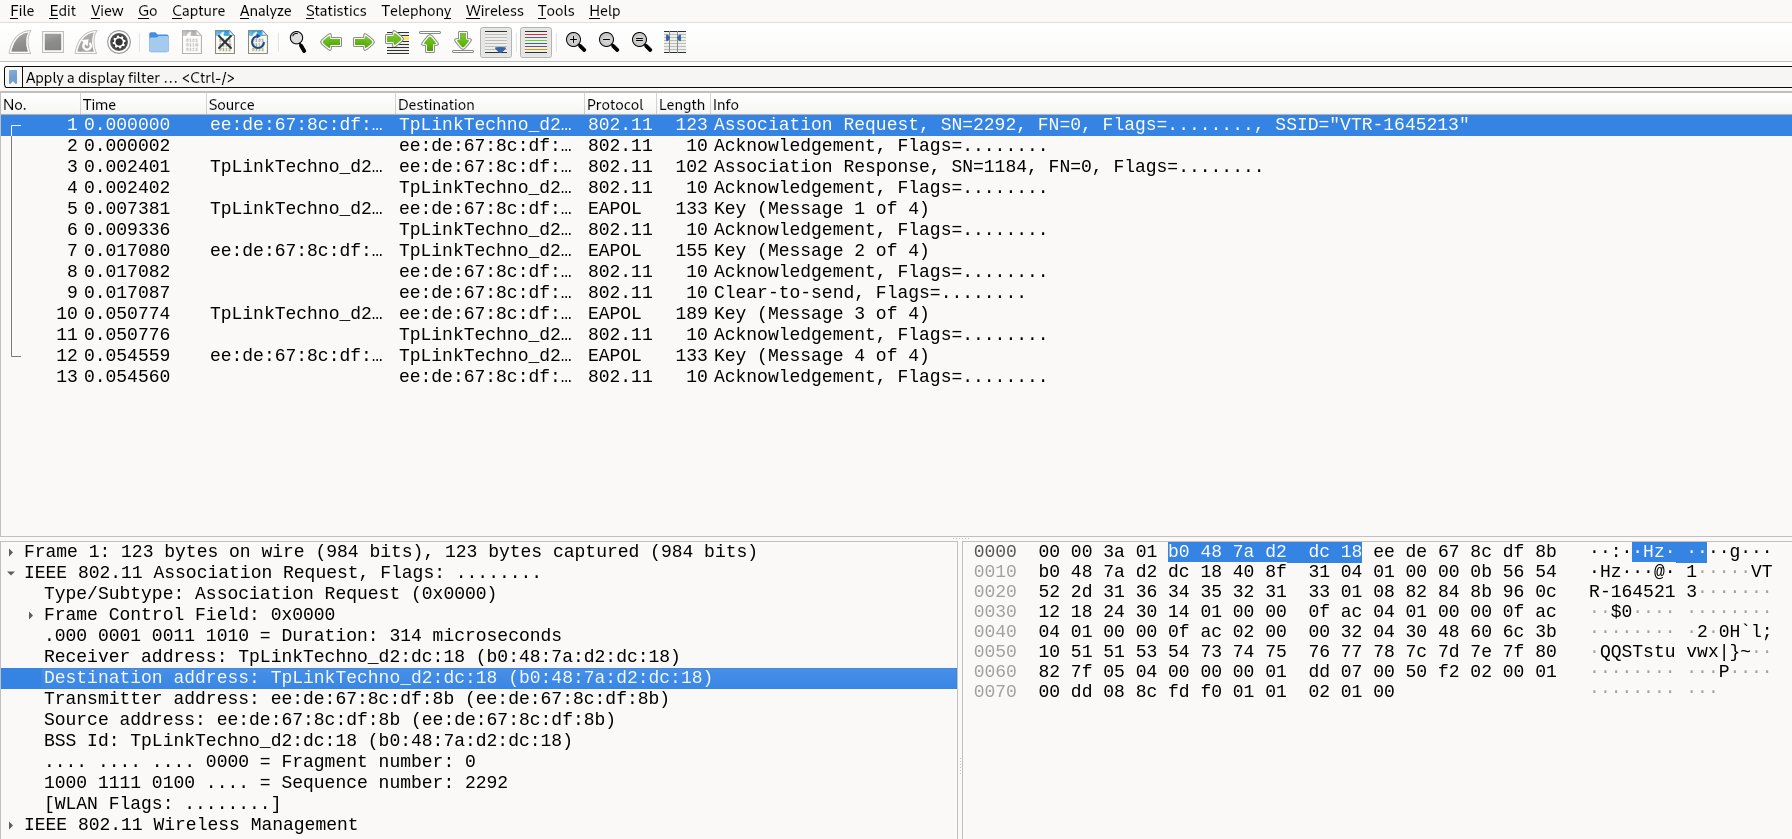 File Edit View Go Capture Analyze Statistics Telephony Wireless Tools Help
Apply a display filter … <Ctrl-/>
No. Time Source Destination Protocol Length Info
1 0.000000 ee:de:67:8c:df:… TpLinkTechno_d2… 802.11 123 Association Request, SN=2292, FN=0, Flags=........, SSID="VTR-1645213"
2 0.000002 ee:de:67:8c:df:… 802.11 10 Acknowledgement, Flags=........
3 0.002401 TpLinkTechno_d2… ee:de:67:8c:df:… 802.11 102 Association Response, SN=1184, FN=0, Flags=........
4 0.002402 TpLinkTechno_d2… 802.11 10 Acknowledgement, Flags=........
5 0.007381 TpLinkTechno_d2… ee:de:67:8c:df:… EAPOL 133 Key (Message 1 of 4)
6 0.009336 TpLinkTechno_d2… 802.11 10 Acknowledgement, Flags=........
7 0.017080 ee:de:67:8c:df:… TpLinkTechno_d2… EAPOL 155 Key (Message 2 of 4)
8 0.017082 ee:de:67:8c:df:… 802.11 10 Acknowledgement, Flags=........
9 0.017087 ee:de:67:8c:df:… 802.11 10 Clear-to-send, Flags=........
10 0.050774 TpLinkTechno_d2… ee:de:67:8c:df:… EAPOL 189 Key (Message 3 of 4)
11 0.050776 TpLinkTechno_d2… 802.11 10 Acknowledgement, Flags=........
12 0.054559 ee:de:67:8c:df:… TpLinkTechno_d2… EAPOL 133 Key (Message 4 of 4)
13 0.054560 ee:de:67:8c:df:… 802.11 10 Acknowledgement, Flags=........
Frame 1: 123 bytes on wire (984 bits), 123 bytes captured (984 bits)
IEEE 802.11 Association Request, Flags: ........
Type/Subtype: Association Request (0x0000)
Frame Control Field: 0x0000
.000 0001 0011 1010 = Duration: 314 microseconds
Receiver address: TpLinkTechno_d2:dc:18 (b0:48:7a:d2:dc:18)
Destination address: TpLinkTechno_d2:dc:18 (b0:48:7a:d2:dc:18)
Transmitter address: ee:de:67:8c:df:8b (ee:de:67:8c:df:8b)
Source address: ee:de:67:8c:df:8b (ee:de:67:8c:df:8b)
BSS Id: TpLinkTechno_d2:dc:18 (b0:48:7a:d2:dc:18)
.... .... .... 0000 = Fragment number: 0
1000 1111 0100 .... = Sequence number: 2292
[WLAN Flags: ........]
IEEE 802.11 Wireless Management
0000 00 00 3a 01 b0 48 7a d2 dc 18 ee de 67 8c df 8b ··:··Hz· ····g···
0010 b0 48 7a d2 dc 18 40 8f 31 04 01 00 00 0b 56 54 ·Hz···@· 1·····VT
0020 52 2d 31 36 34 35 32 31 33 01 08 82 84 8b 96 0c R-164521 3·······
0030 12 18 24 30 14 01 00 00 0f ac 04 01 00 00 0f ac ··$0···· ········
0040 04 01 00 00 0f ac 02 00 00 32 04 30 48 60 6c 3b ········ ·2·0H`l;
0050 10 51 51 53 54 73 74 75 76 77 78 7c 7d 7e 7f 80 ·QQSTstu vwx|}~··
0060 82 7f 05 04 00 00 00 01 dd 07 00 50 f2 02 00 01 ········ ···P····
0070 00 dd 08 8c fd f0 01 01 02 01 00 ········ ···